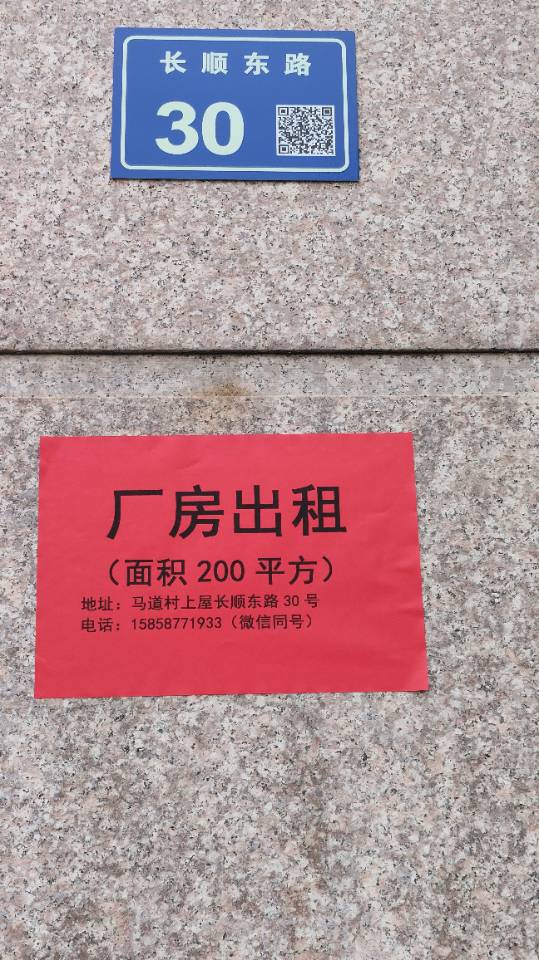 长顺东路
30
厂房出租
（面积 200 平方）
地址：马道村上屋长顺东路 30 号
电话：15858771933（微信同号）